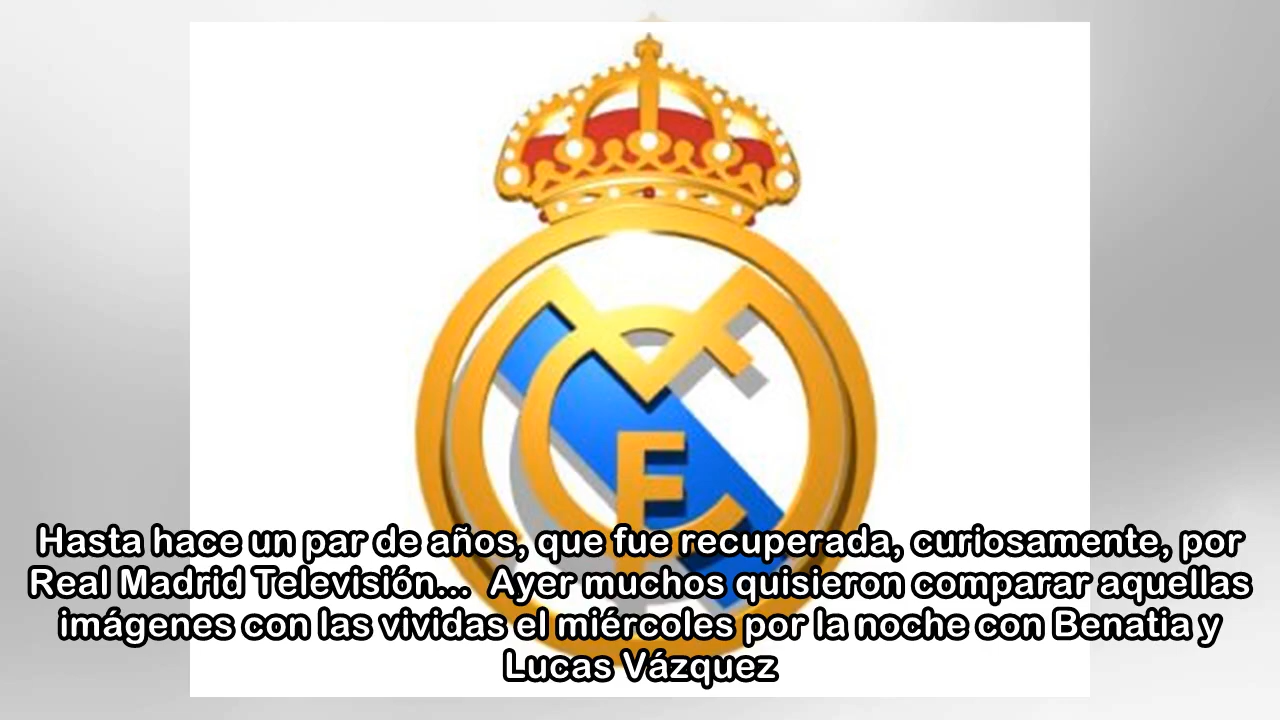 Hasta hace un par de años, que fue recuperada, curiosamente, por
Real Madrid Televisión... Ayer muchos quisieron comparar aquellas
imágenes con las vividas el miércoles por la noche con Benatia y
Lucas Vázquez